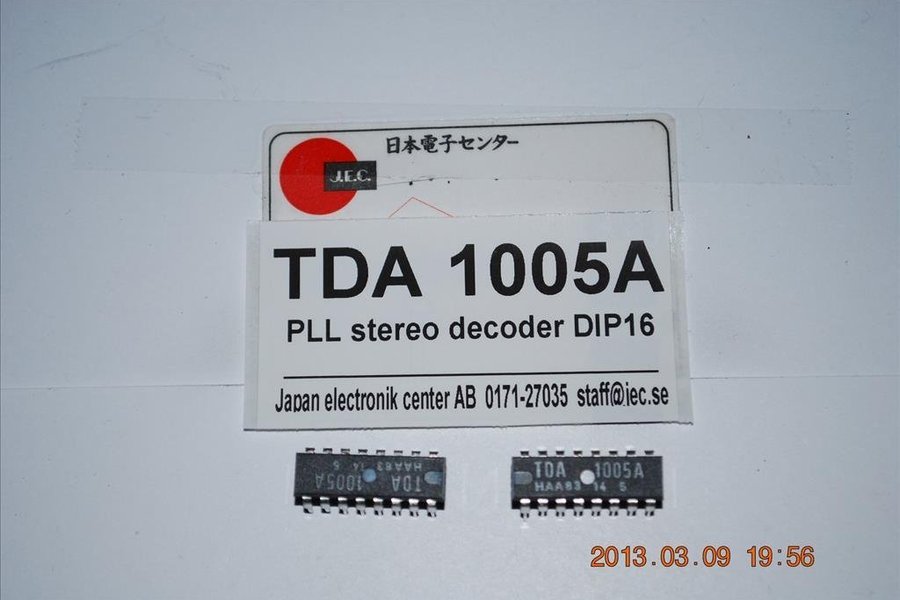 日本電子センター
J.E.C.
TDA 1005A
PLL stereo decoder DIP16
Japan electronik center AB 0171-27035 staff@jec.se
TDA 1005A
HAA83 14 5
TDA 1005A
HAA83 14 5
2013.03.09 19:56